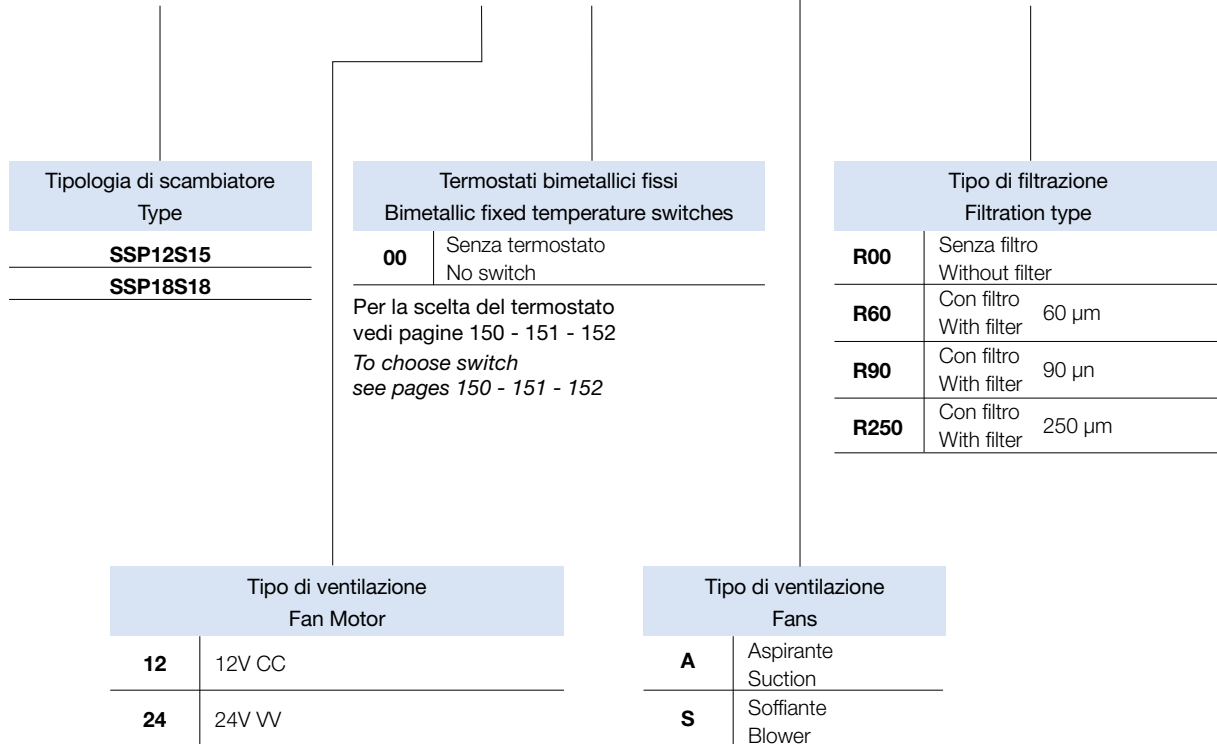 Tipologia di scambiatore
Type
SSP12S15
SSP18S18
Termostati bimetallici fissi
Bimetallic fixed temperature switches
00
Senza termostato
No switch
Per la scelta del termostato
vedi pagine 150 - 151 - 152
To choose switch
see pages 150 - 151 - 152
Tipo di filtrazione
Filtration type
R00
Senza filtro
Without filter
R60
Con filtro
With filter
60 µm
R90
Con filtro
With filter
90 µn
R250
Con filtro
With filter
250 µm
Tipo di ventilazione
Fan Motor
12
12V CC
24
24V VV
Tipo di ventilazione
Fans
A
Aspirante
Suction
S
Soffiante
Blower